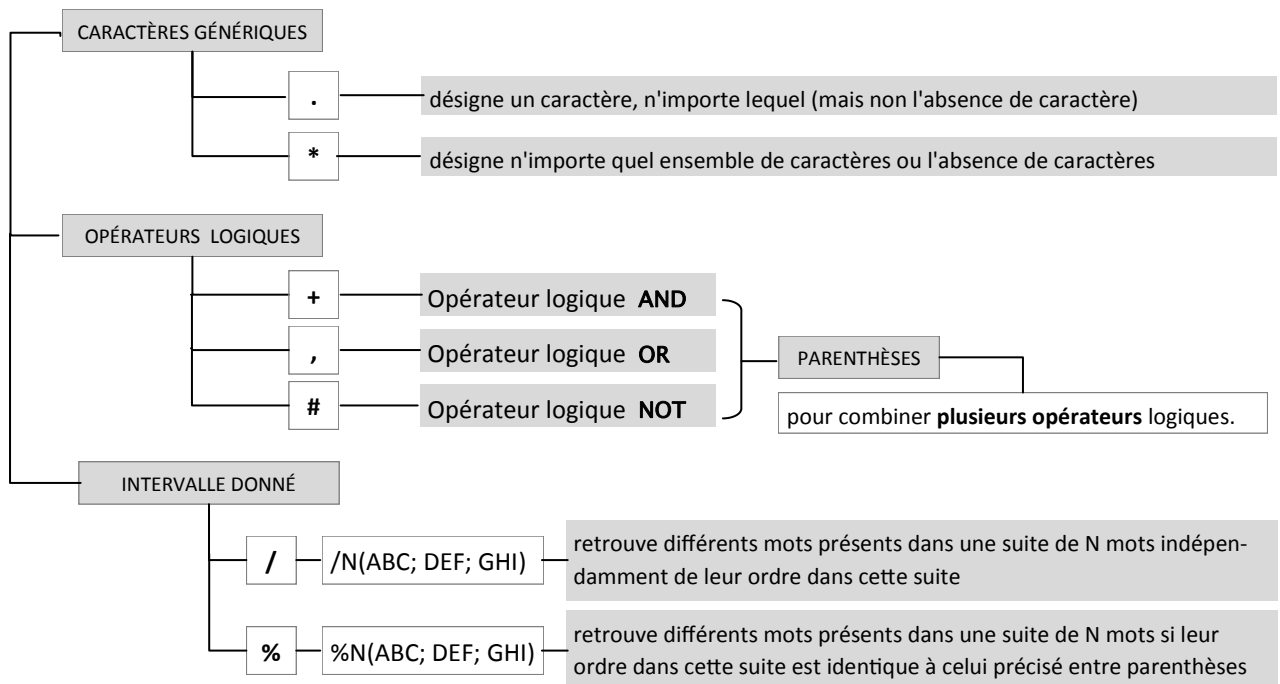 CARACTÈRES GÉNÉRIQUES
. désigne un caractère, n'importe lequel (mais non l'absence de caractère)
* désigne n'importe quel ensemble de caractères ou l'absence de caractères
OPÉRATEURS LOGIQUES
+ Opérateur logique AND
, Opérateur logique OR
# Opérateur logique NOT
PARENTHÈSES
pour combiner plusieurs opérateurs logiques.
INTERVALLE DONNÉ
/ /N(ABC; DEF; GHI) retrouve différents mots présents dans une suite de N mots indépen-
damment de leur ordre dans cette suite
% %N(ABC; DEF; GHI) retrouve différents mots présents dans une suite de N mots si leur
ordre dans cette suite est identique à celui précisé entre parenthèses